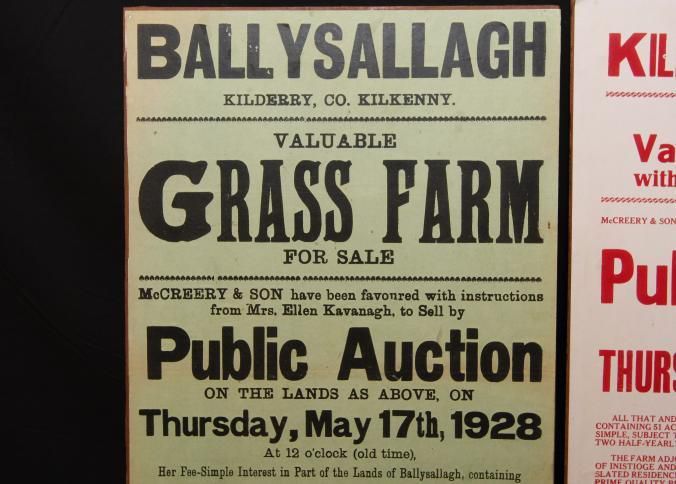 BALLYSALLAGH
KILDERRY, CO. KILKENNY.
VALUABLE
GRASS FARM
FOR SALE
McCREERY & SON have been favoured with instructions
from Mrs. Ellen Kavanagh, to Sell by
Public Auction
ON THE LANDS AS ABOVE, ON
Thursday, May 17th, 1928
At 12 o'clock (old time),
Her Fee-Simple Interest in Part of the Lands of Ballysallagh, containing
KIL
Va
with
McCREERY & SON
Pu
THURS
ALL THAT AND
CONTAINING 51 AC
SIMPLE, SUBJECT T
TWO HALF-YEARL
THE FARM ADJO
OF INISTIOGE AND
SLATED RESIDENC
PRIME QUALITY